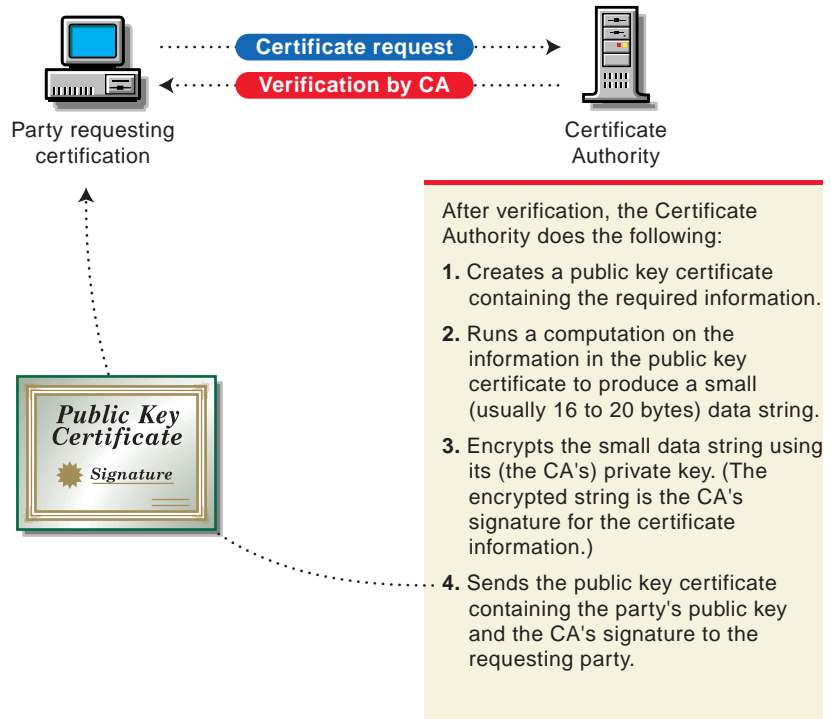 Certificate request
Verification by CA
Party requesting
certification
Certificate
Authority
After verification, the Certificate
Authority does the following:
1. Creates a public key certificate
containing the required information.
2. Runs a computation on the
information in the public key
certificate to produce a small
(usually 16 to 20 bytes) data string.
3. Encrypts the small data string using
its (the CA's) private key. (The
encrypted string is the CA's
signature for the certificate
information.)
4. Sends the public key certificate
containing the party's public key
and the CA's signature to the
requesting party.
Public Key
Certificate
Signature